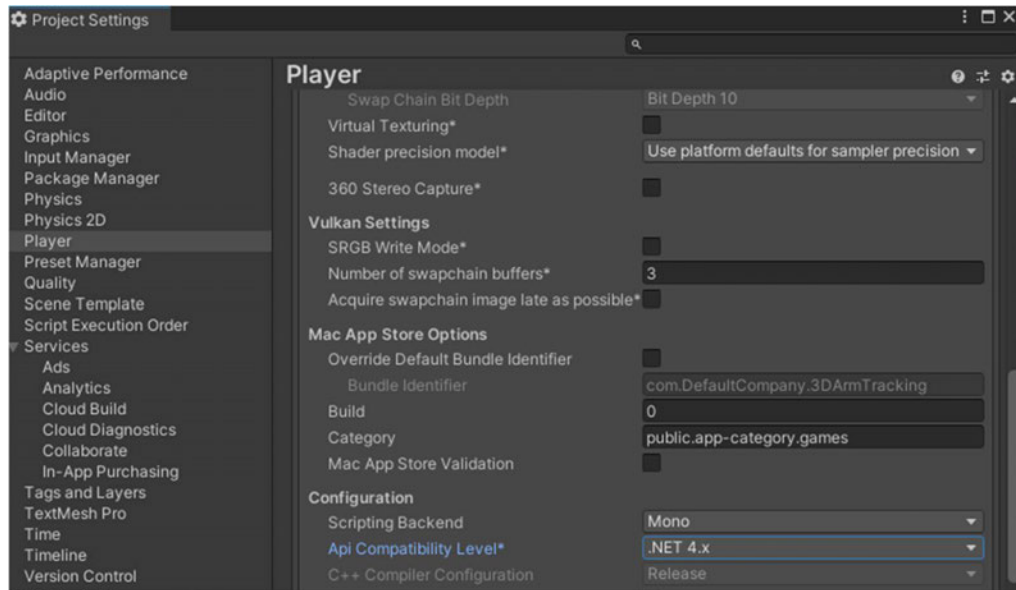 Project Settings
Adaptive Performance
Audio
Editor
Graphics
Input Manager
Package Manager
Physics
Physics 2D
Player
Preset Manager
Quality
Scene Template
Script Execution Order
Services
Ads
Analytics
Cloud Build
Cloud Diagnostics
Collaborate
In-App Purchasing
Tags and Layers
TextMesh Pro
Time
Timeline
Version Control
Player
Swap Chain Bit Depth Bit Depth 10
Virtual Texturing*
Shader precision model* Use platform defaults for sampler precision
360 Stereo Capture*
Vulkan Settings
SRGB Write Mode*
Number of swapchain buffers* 3
Acquire swapchain image late as possible*
Mac App Store Options
Override Default Bundle Identifier
Bundle Identifier com.DefaultCompany.3DArmTracking
Build 0
Category public.app-category.games
Mac App Store Validation
Configuration
Scripting Backend Mono
Api Compatibility Level* .NET 4.x
C++ Compiler Configuration Release